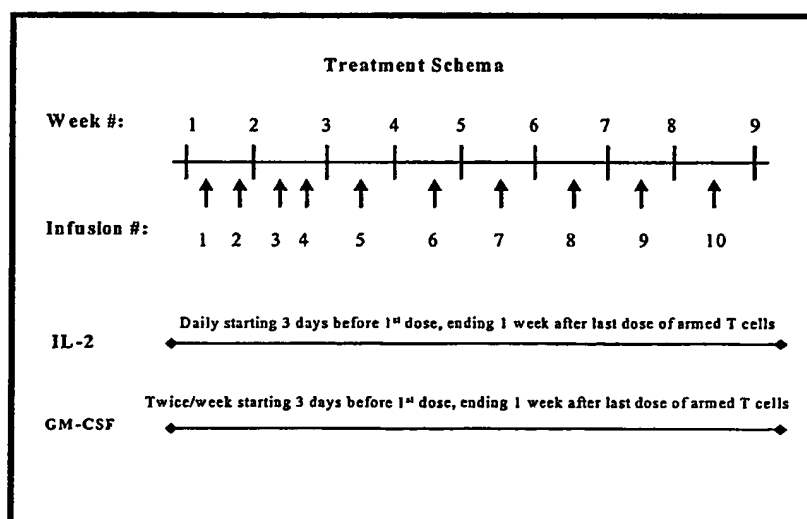 Treatment Schema
Week #: 1 2 3 4 5 6 7 8 9
Infusion #: 1 2 3 4 5 6 7 8 9 10
Daily starting 3 days before 1st dose, ending 1 week after last dose of armed T cells
IL-2
Twice/week starting 3 days before 1st dose, ending 1 week after last dose of armed T cells
GM-CSF